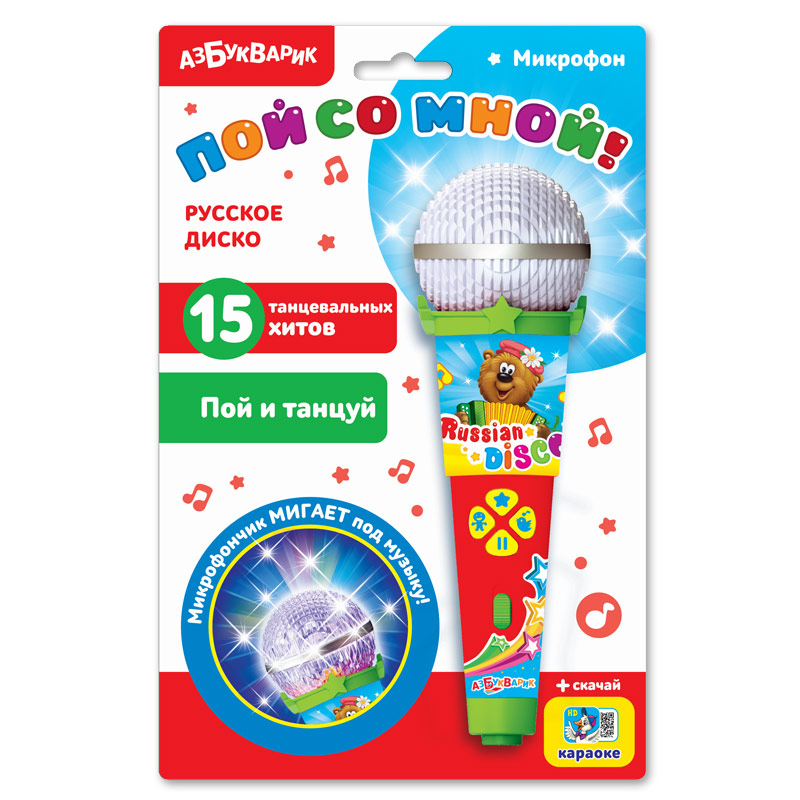 АЗБУКВАРИК
Микрофон
ПОЙ СО МНОЙ!
РУССКОЕ
ДИСКО
15
танцевальных
хитов
Пой и танцуй
Russian
DISCO
Микрофончик МИГАЕТ под музыку!
АЗБУКВАРИК
+ скачай
HD
караоке